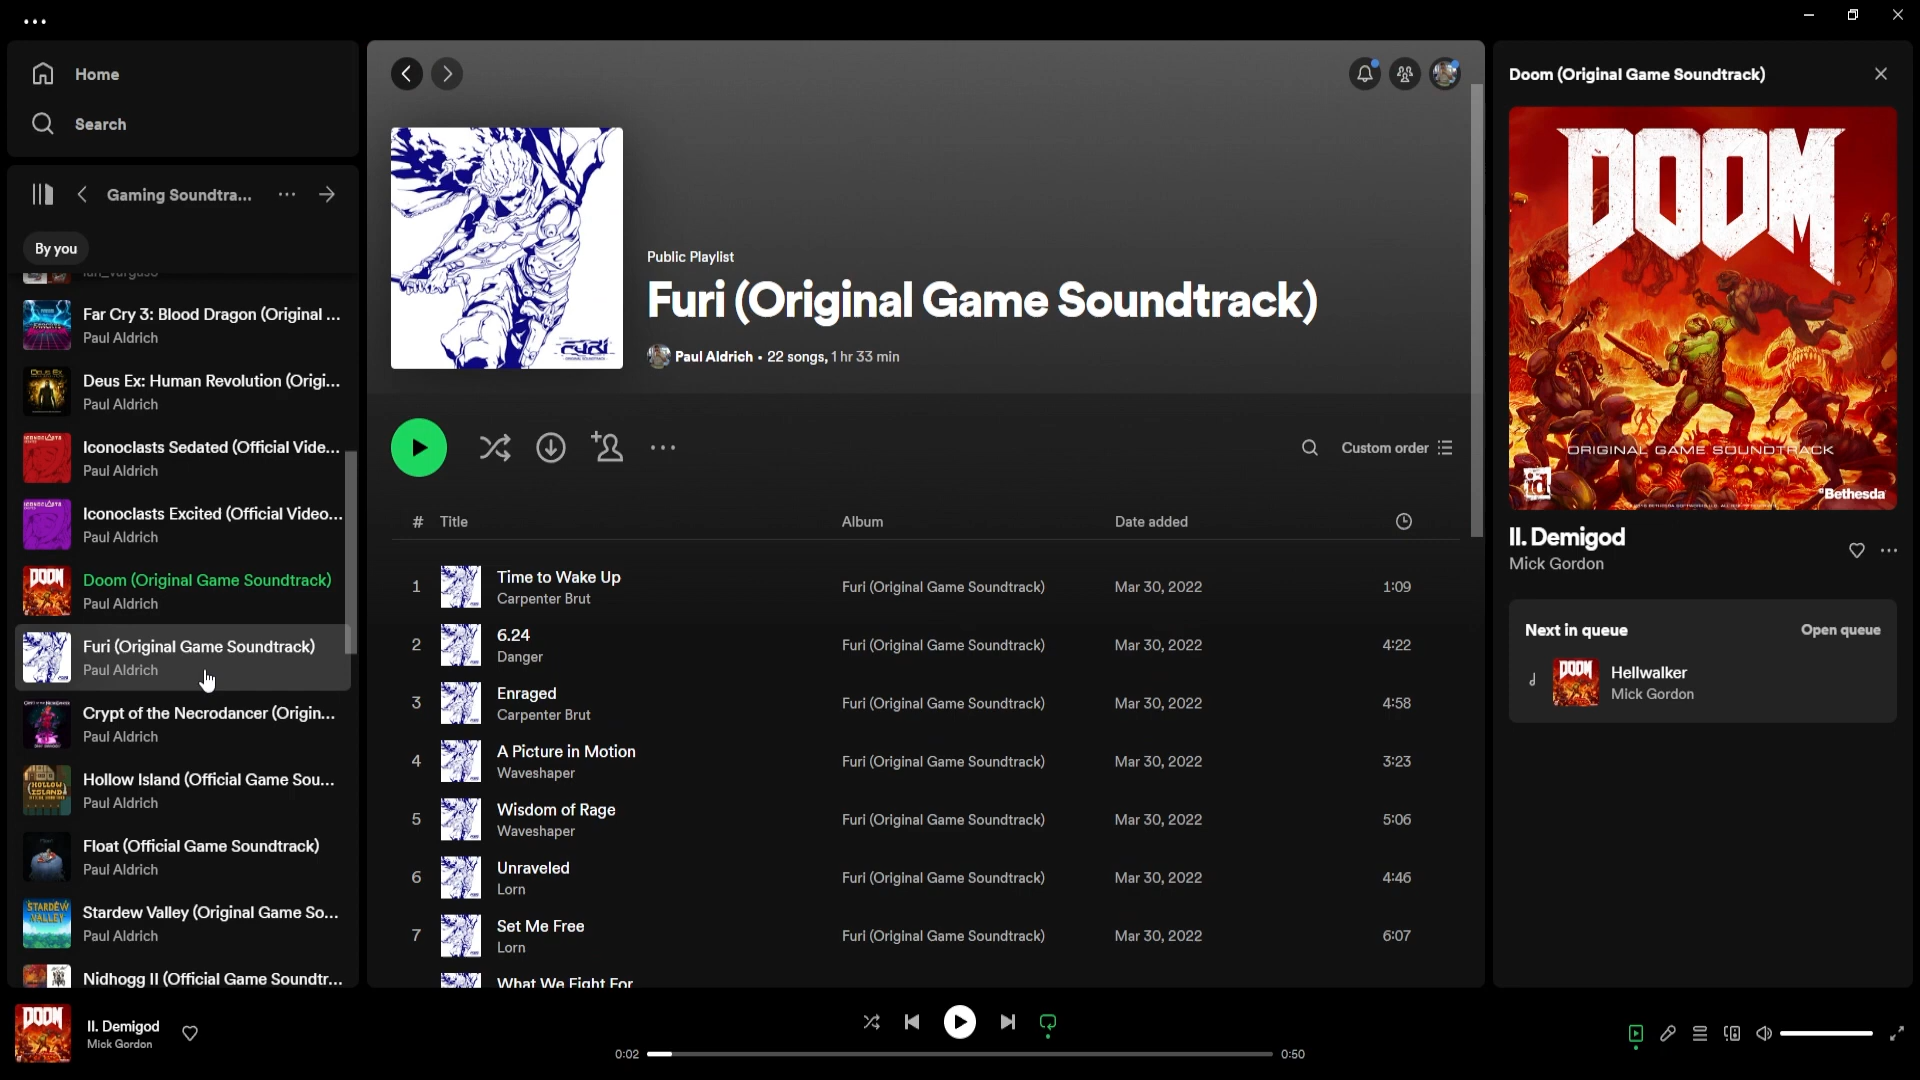 Home
Search
Gaming Soundtra...
By you
Far Cry 3: Blood Dragon (Original ...
Paul Aldrich
Deus Ex: Human Revolution (Origi...
Paul Aldrich
Iconoclasts Sedated (Official Vide...
Paul Aldrich
Iconoclasts Excited (Official Video...
Paul Aldrich
Doom (Original Game Soundtrack)
Paul Aldrich
Furi (Original Game Soundtrack)
Paul Aldrich
Crypt of the Necrodancer (Origin...
Paul Aldrich
Hollow Island (Official Game Sou...
Paul Aldrich
Float (Official Game Soundtrack)
Paul Aldrich
Stardew Valley (Original Game So...
Paul Aldrich
Nidhogg II (Official Game Soundtr...
FURI
Public Playlist
Furi (Original Game Soundtrack)
Paul Aldrich • 22 songs, 1 hr 33 min
Custom order
# Title Album Date added
1 Time to Wake Up Furi (Original Game Soundtrack) Mar 30, 2022 1:09
Carpenter Brut
2 6.24 Furi (Original Game Soundtrack) Mar 30, 2022 4:22
Danger
3 Enraged Furi (Original Game Soundtrack) Mar 30, 2022 4:58
Carpenter Brut
4 A Picture in Motion Furi (Original Game Soundtrack) Mar 30, 2022 3:23
Waveshaper
5 Wisdom of Rage Furi (Original Game Soundtrack) Mar 30, 2022 5:06
Waveshaper
6 Unraveled Furi (Original Game Soundtrack) Mar 30, 2022 4:46
Lorn
7 Set Me Free Furi (Original Game Soundtrack) Mar 30, 2022 6:07
Lorn
What We Fight For
Doom (Original Game Soundtrack)
DOOM
ORIGINAL GAME SOUNDTRACK
id
Bethesda
II. Demigod
Mick Gordon
Next in queue Open queue
DOOM
Hellwalker
Mick Gordon
DOOM
II. Demigod
Mick Gordon
0:02 0:50